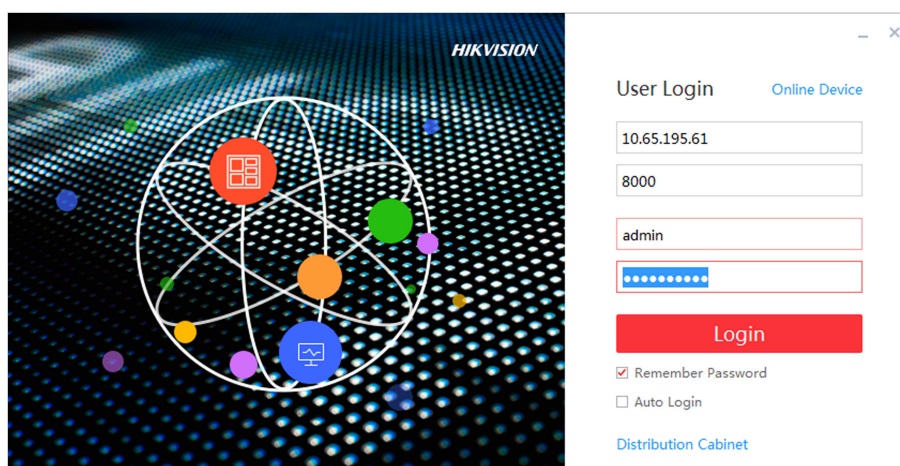 HIKVISION
User Login
Online Device
10.65.195.61
8000
admin
●●●●●●●●●●
Login
Remember Password
Auto Login
Distribution Cabinet